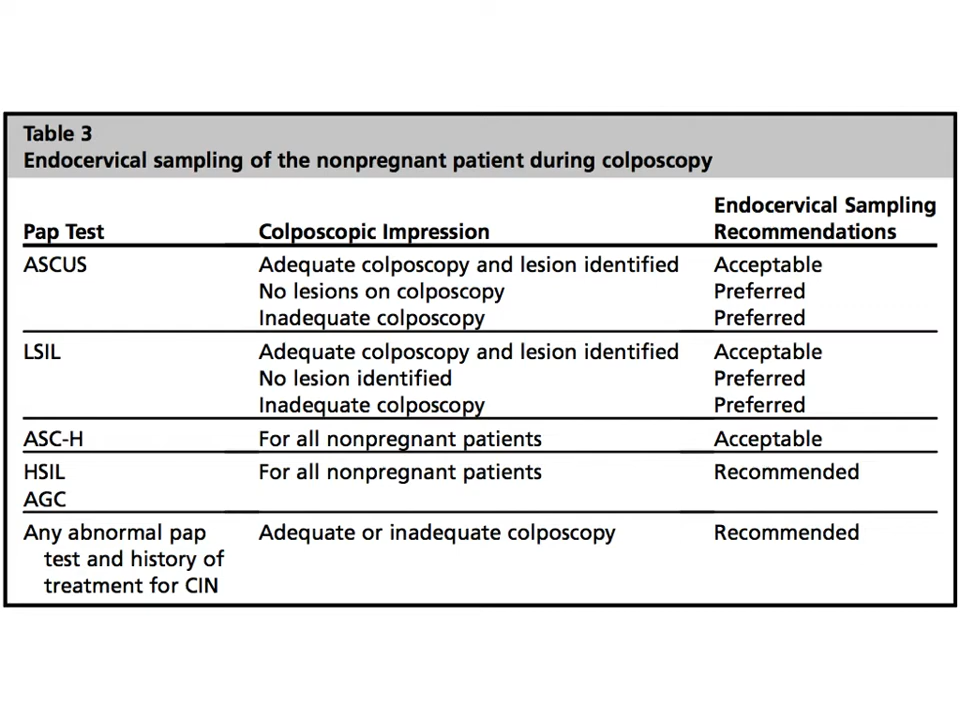 Table 3
Endocervical sampling of the nonpregnant patient during colposcopy
Pap Test Colposcopic Impression Endocervical Sampling Recommendations
ASCUS Adequate colposcopy and lesion identified Acceptable
No lesions on colposcopy Preferred
Inadequate colposcopy Preferred
LSIL Adequate colposcopy and lesion identified Acceptable
No lesion identified Preferred
Inadequate colposcopy Preferred
ASC-H For all nonpregnant patients Acceptable
HSIL For all nonpregnant patients Recommended
AGC
Any abnormal pap Adequate or inadequate colposcopy Recommended
test and history of
treatment for CIN